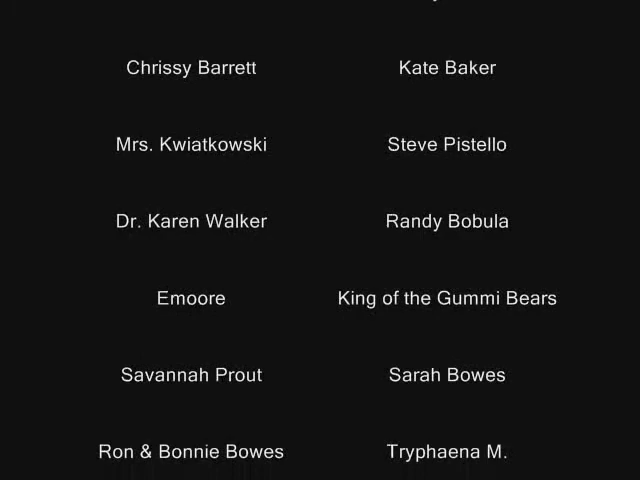 Chrissy Barrett Kate Baker
Mrs. Kwiatkowski Steve Pistello
Dr. Karen Walker Randy Bobula
Emoore King of the Gummi Bears
Savannah Prout Sarah Bowes
Ron & Bonnie Bowes Tryphaena M.